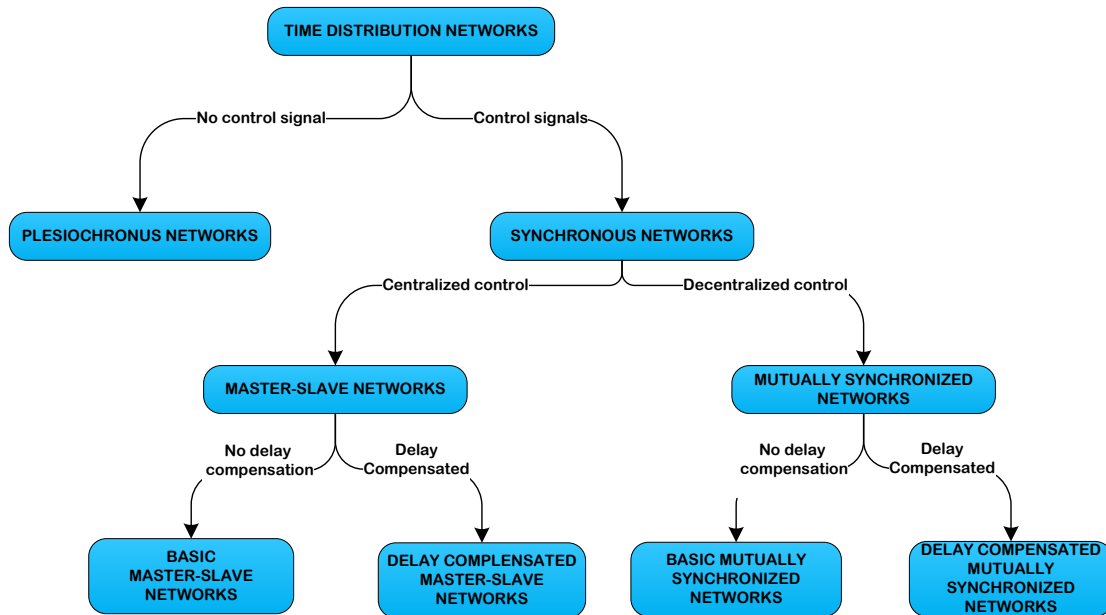 TIME DISTRIBUTION NETWORKS
No control signal
Control signals
PLESIOCHRONUS NETWORKS
SYNCHRONOUS NETWORKS
Centralized control
Decentralized control
MASTER-SLAVE NETWORKS
MUTUALLY SYNCHRONIZED
NETWORKS
No delay
compensation
Delay
Compensated
No delay
compensation
Delay
Compensated
BASIC
MASTER-SLAVE
NETWORKS
DELAY COMPLENSATED
MASTER-SLAVE
NETWORKS
BASIC MUTUALLY
SYNCHRONIZED
NETWORKS
DELAY COMPENSATED
MUTUALLY
SYNCHRONIZED
NETWORKS